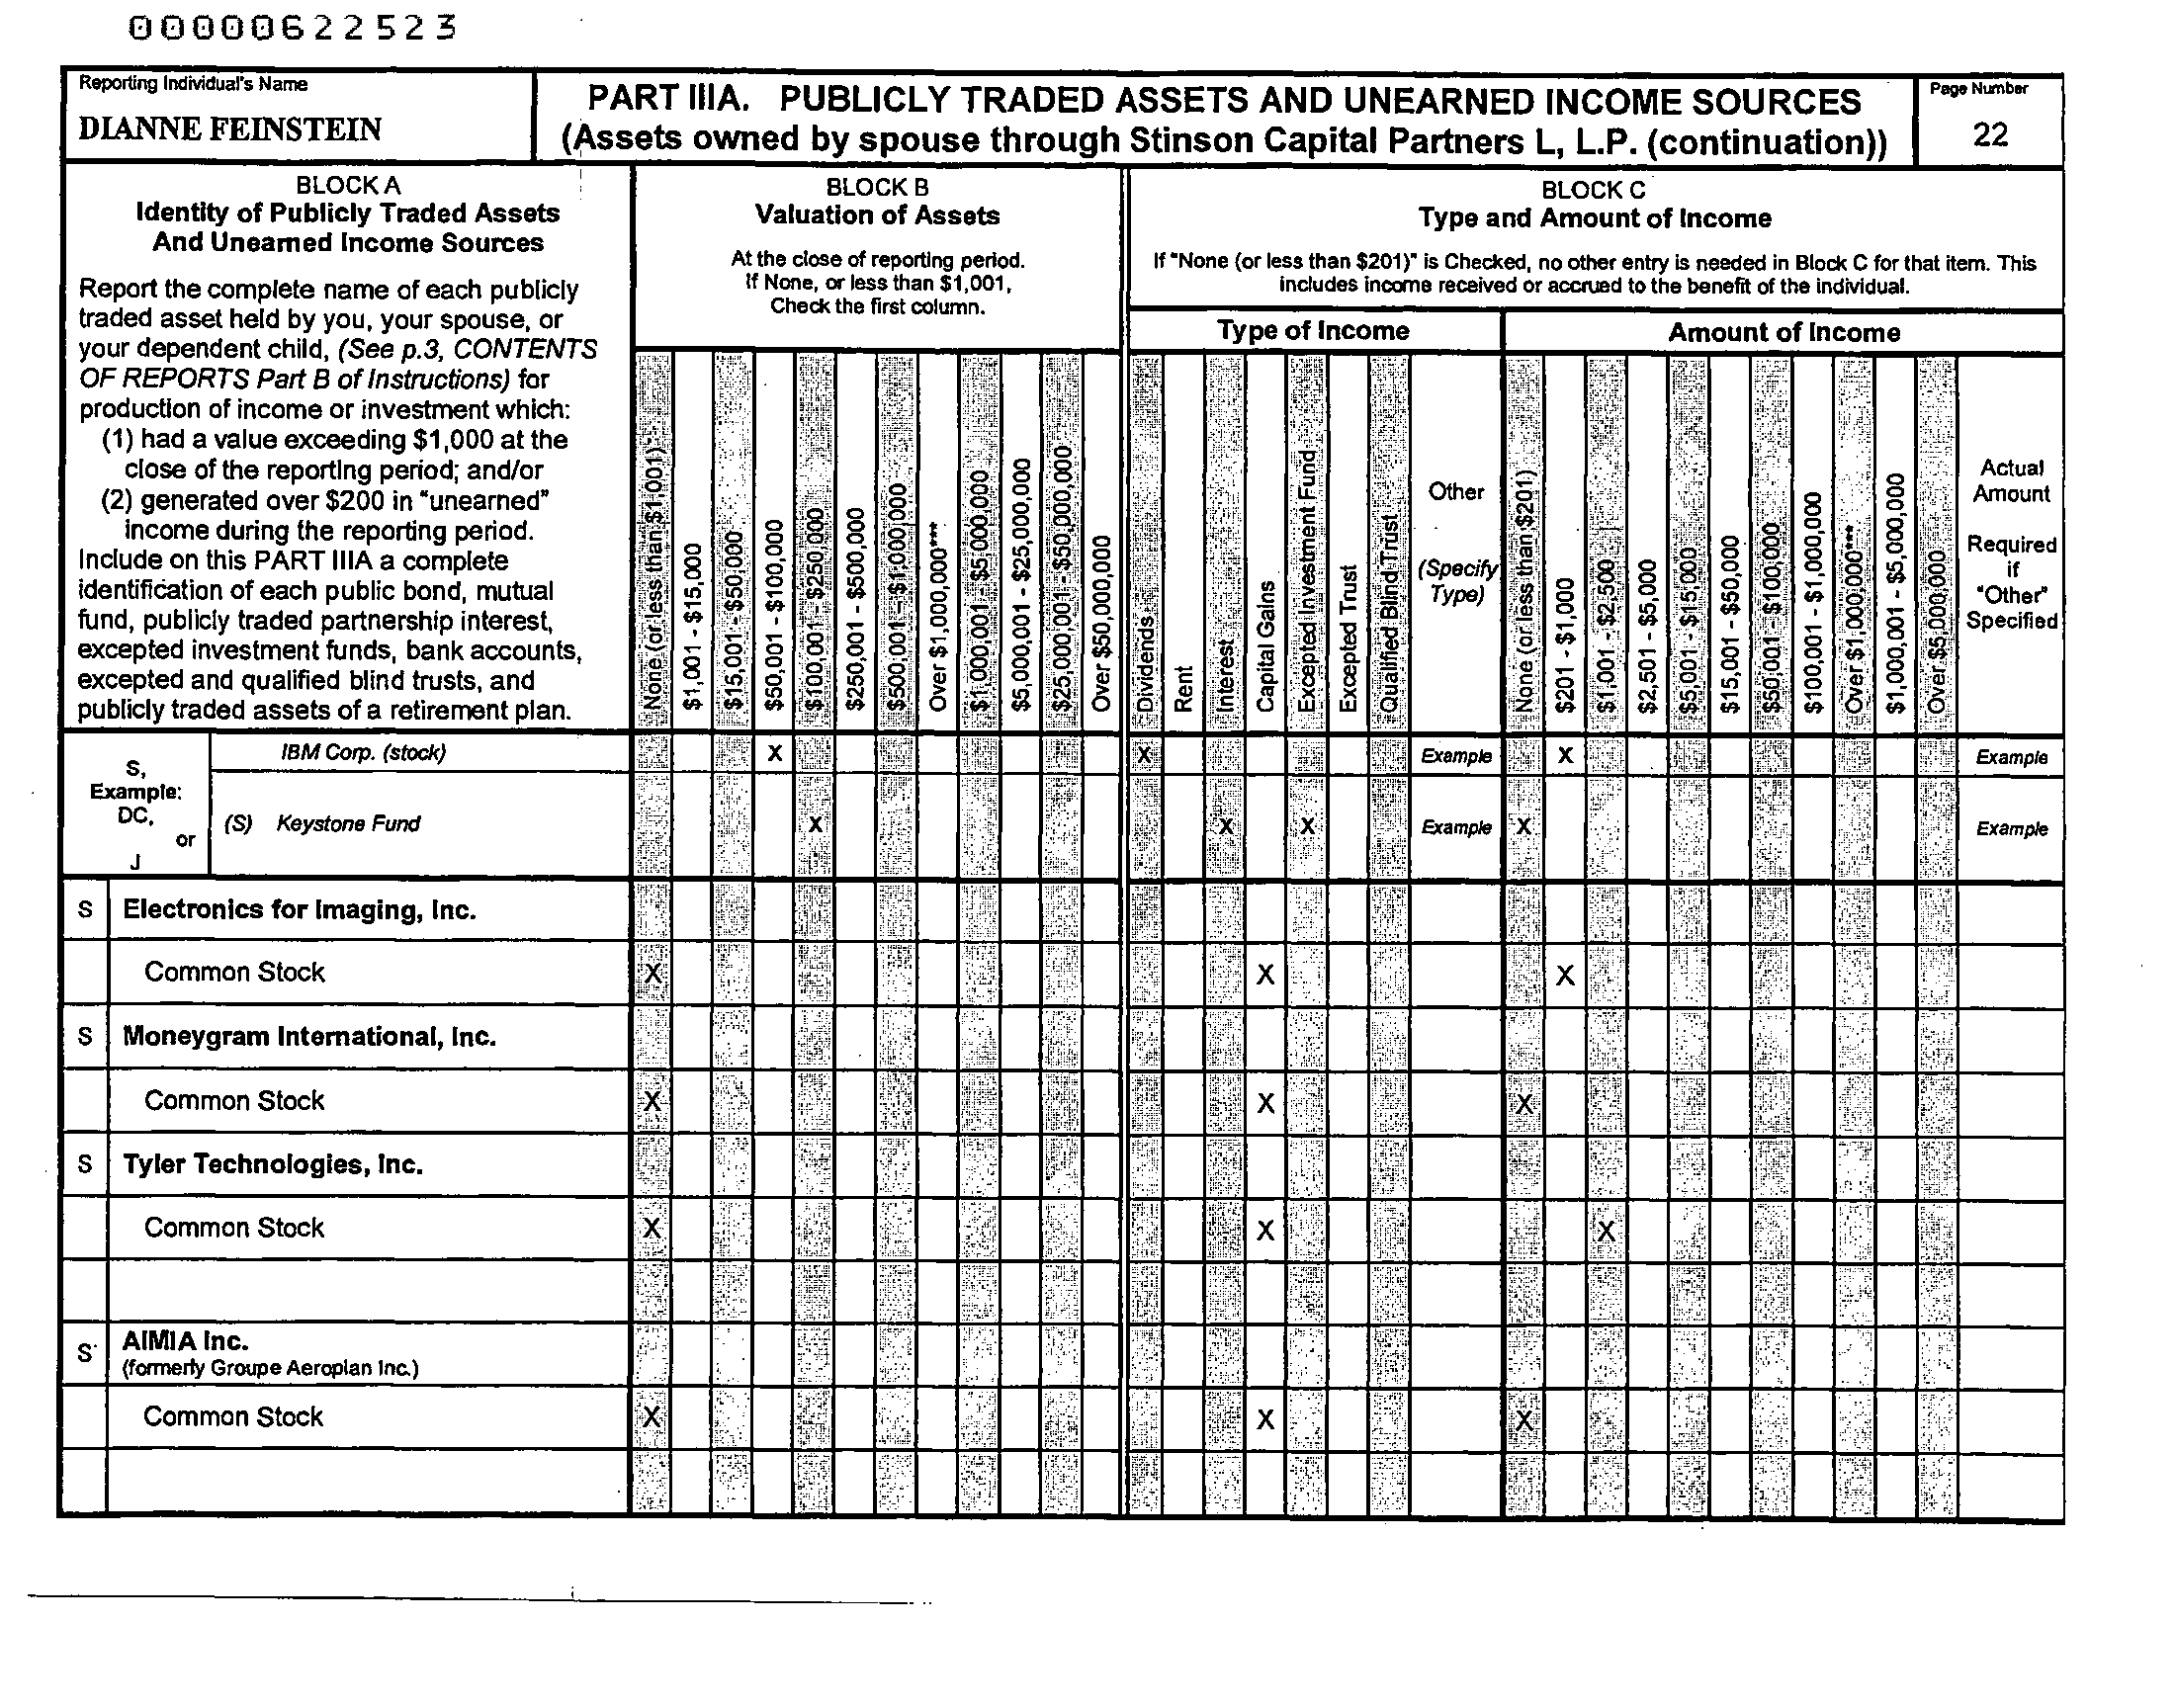 00000622523
Reporting Individual's Name
DIANNE FEINSTEIN
PART IIIA. PUBLICLY TRADED ASSETS AND UNEARNED INCOME SOURCES
(Assets owned by spouse through Stinson Capital Partners L, L.P. (continuation))
Page Number
22
BLOCK A
Identity of Publicly Traded Assets
And Unearned Income Sources
Report the complete name of each publicly
traded asset held by you, your spouse, or
your dependent child, (See p.3, CONTENTS
OF REPORTS Part B of Instructions) for
production of income or investment which:
(1) had a value exceeding $1,000 at the
close of the reporting period; and/or
(2) generated over $200 in "unearned"
income during the reporting period.
Include on this PART IIIA a complete
identification of each public bond, mutual
fund, publicly traded partnership interest,
excepted investment funds, bank accounts,
excepted and qualified blind trusts, and
publicly traded assets of a retirement plan.
BLOCK B
Valuation of Assets
At the close of reporting period.
If None, or less than $1,001,
Check the first column.
None (or less than $1,001)
$1,001 - $15,000
$15,001 - $50,000
$50,001 - $100,000
$100,001 - $250,000
$250,001 - $500,000
$500,001 - $1,000,000
Over $1,000,000***
$1,000,001 - $5,000,000
$5,000,001 - $25,000,000
$25,000,001 - $50,000,000
Over $50,000,000
BLOCK C
Type and Amount of Income
If "None (or less than $201)" is Checked, no other entry is needed in Block C for that item. This
includes income received or accrued to the benefit of the individual.
Type of Income
Dividends
Rent
Interest
Capital Gains
Excepted Investment Fund
Excepted Trust
Qualified Blind Trust
Other
(Specify
Type)
Amount of Income
None (or less than $201)
$201 - $1,000
$1,001 - $2,500
$2,501 - $5,000
$5,001 - $15,000
$15,001 - $50,000
$50,001 - $100,000
$100,001 - $1,000,000
Over $1,000,000***
$1,000,001 - $5,000,000
Over $5,000,000
Actual
Amount
Required
if
"Other"
Specified
S,
Example:
DC,
or
J
IBM Corp. (stock) X X Example X Example
(S) Keystone Fund X X X Example X Example
S Electronics for Imaging, Inc.
Common Stock X X X
S Moneygram International, Inc.
Common Stock X X X
S Tyler Technologies, Inc.
Common Stock X X X
S AIMIA Inc.
(formerly Groupe Aeroplan Inc.)
Common Stock X X X